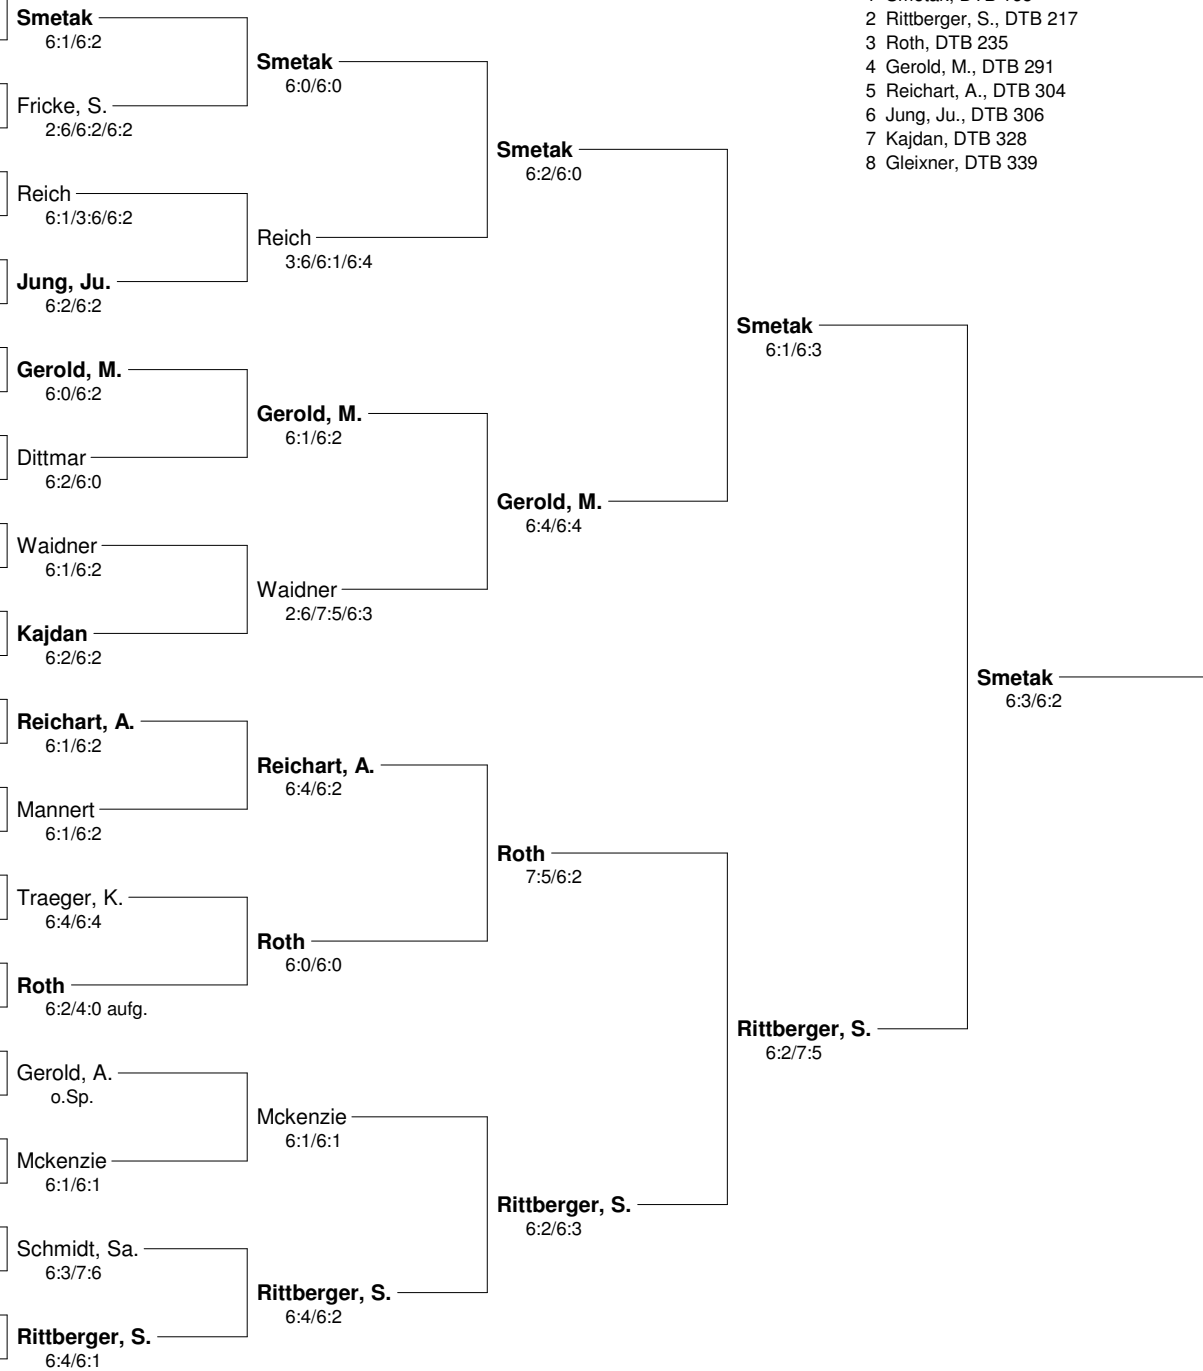 Smetak
6:1/6:2
Fricke, S.
2:6/6:2/6:2
Reich
6:1/3:6/6:2
Jung, Ju.
6:2/6:2
Gerold, M.
6:0/6:2
Dittmar
6:2/6:0
Waidner
6:1/6:2
Kajdan
6:2/6:2
Reichart, A.
6:1/6:2
Mannert
6:1/6:2
Traeger, K.
6:4/6:4
Roth
6:2/4:0 aufg.
Gerold, A.
o.Sp.
Mckenzie
6:1/6:1
Schmidt, Sa.
6:3/7:6
Rittberger, S.
6:4/6:1
Smetak
6:0/6:0
Reich
3:6/6:1/6:4
Gerold, M.
6:1/6:2
Waidner
2:6/7:5/6:3
Reichart, A.
6:4/6:2
Roth
6:0/6:0
Mckenzie
6:1/6:1
Rittberger, S.
6:4/6:2
Smetak
6:2/6:0
Gerold, M.
6:4/6:4
Roth
7:5/6:2
Rittberger, S.
6:2/6:3
Smetak
6:1/6:3
Rittberger, S.
6:2/7:5
Smetak
6:3/6:2
2 Rittberger, S., DTB 217
3 Roth, DTB 235
4 Gerold, M., DTB 291
5 Reichart, A., DTB 304
6 Jung, Ju., DTB 306
7 Kajdan, DTB 328
8 Gleixner, DTB 339